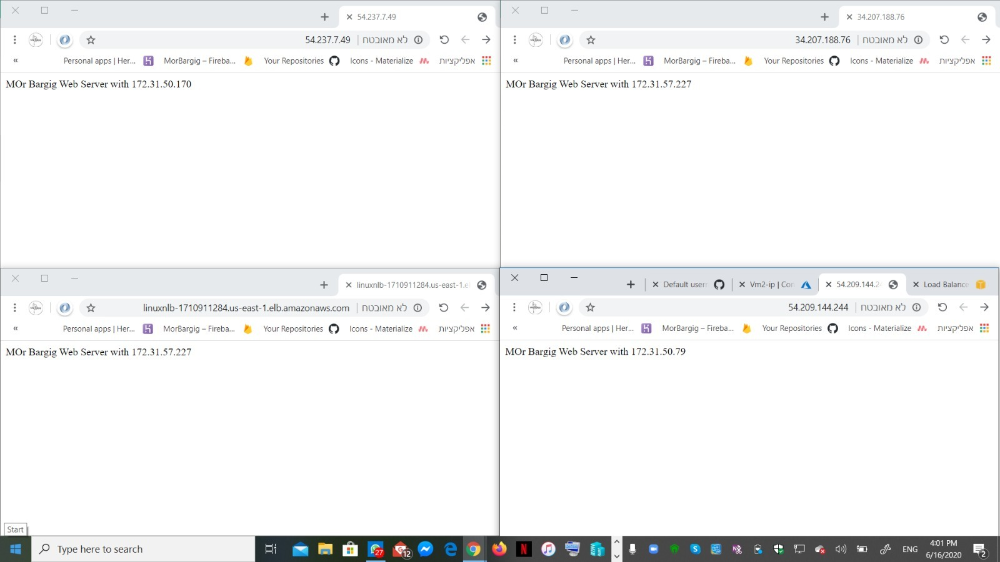 54.237.7.49
54.237.7.49 | לא מאובטח
« Personal apps | Her... MorBargig – Fireba... Your Repositories Icons - Materialize אפליקציות
MOr Bargig Web Server with 172.31.50.170
34.207.188.76
34.207.188.76 | לא מאובטח
« Personal apps | Her... MorBargig – Fireba... Your Repositories Icons - Materialize אפליקציות
MOr Bargig Web Server with 172.31.57.227
linuxnlb-1710911284.us-east-1.el
linuxnlb-1710911284.us-east-1.elb.amazonaws.com | לא מאובטח
« Personal apps | Her... MorBargig – Fireba... Your Repositories Icons - Materialize אפליקציות
MOr Bargig Web Server with 172.31.57.227
Default usern Vm2-ip | Con 54.209.144.24 Load Balance
54.209.144.244 | לא מאובטח
« Personal apps | Her... MorBargig – Fireba... Your Repositories Icons - Materialize אפליקציות
MOr Bargig Web Server with 172.31.50.79
Start
Type here to search
27
12
ENG
4:01 PM
6/16/2020
2